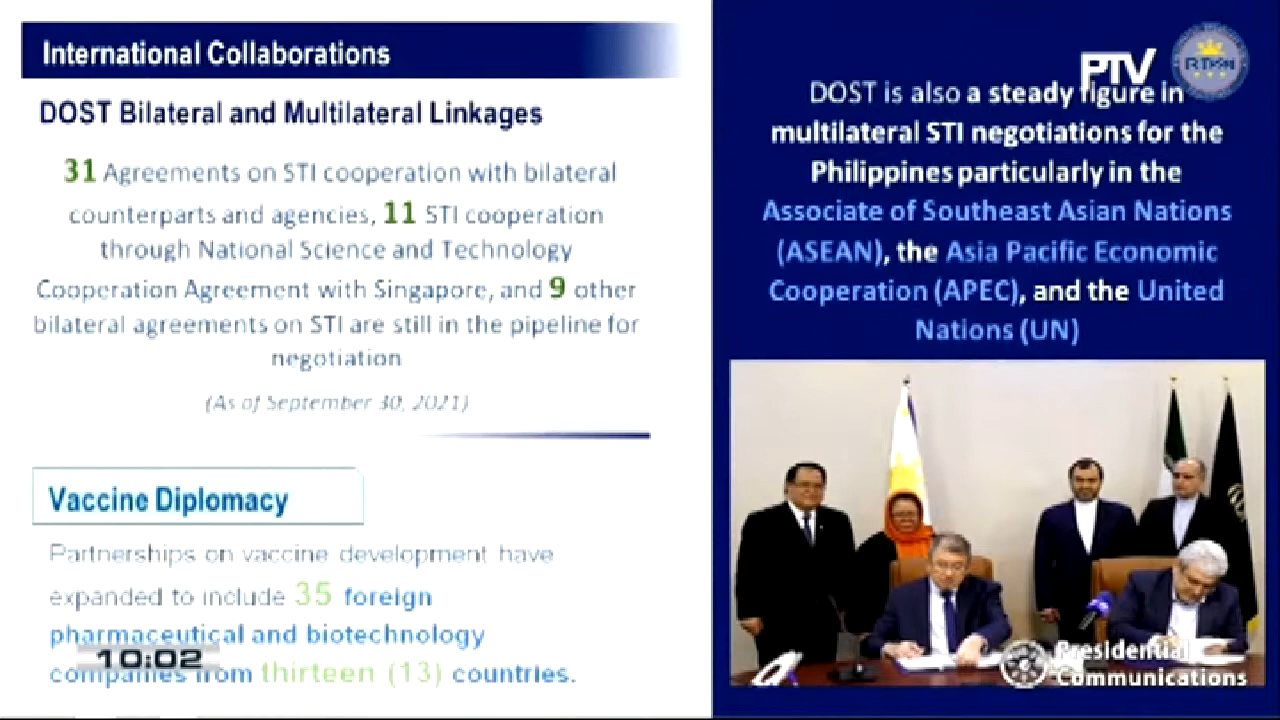 International Collaborations
DOST Bilateral and Multilateral Linkages
31 Agreements on STI cooperation with bilateral
counterparts and agencies, 11 STI cooperation
through National Science and Technology
Cooperation Agreement with Singapore, and 9 other
bilateral agreements on STI are still in the pipeline for
negotiation
(As of September 30, 2021)
Vaccine Diplomacy
Partnerships on vaccine development have
expanded to include 35 foreign
pharmaceutical and biotechnology
companies from thirteen (13) countries.
10:02
PTV
DOST is also a steady figure in
multilateral STI negotiations for the
Philippines particularly in the
Associate of Southeast Asian Nations
(ASEAN), the Asia Pacific Economic
Cooperation (APEC), and the United
Nations (UN)
Presidential
Communications